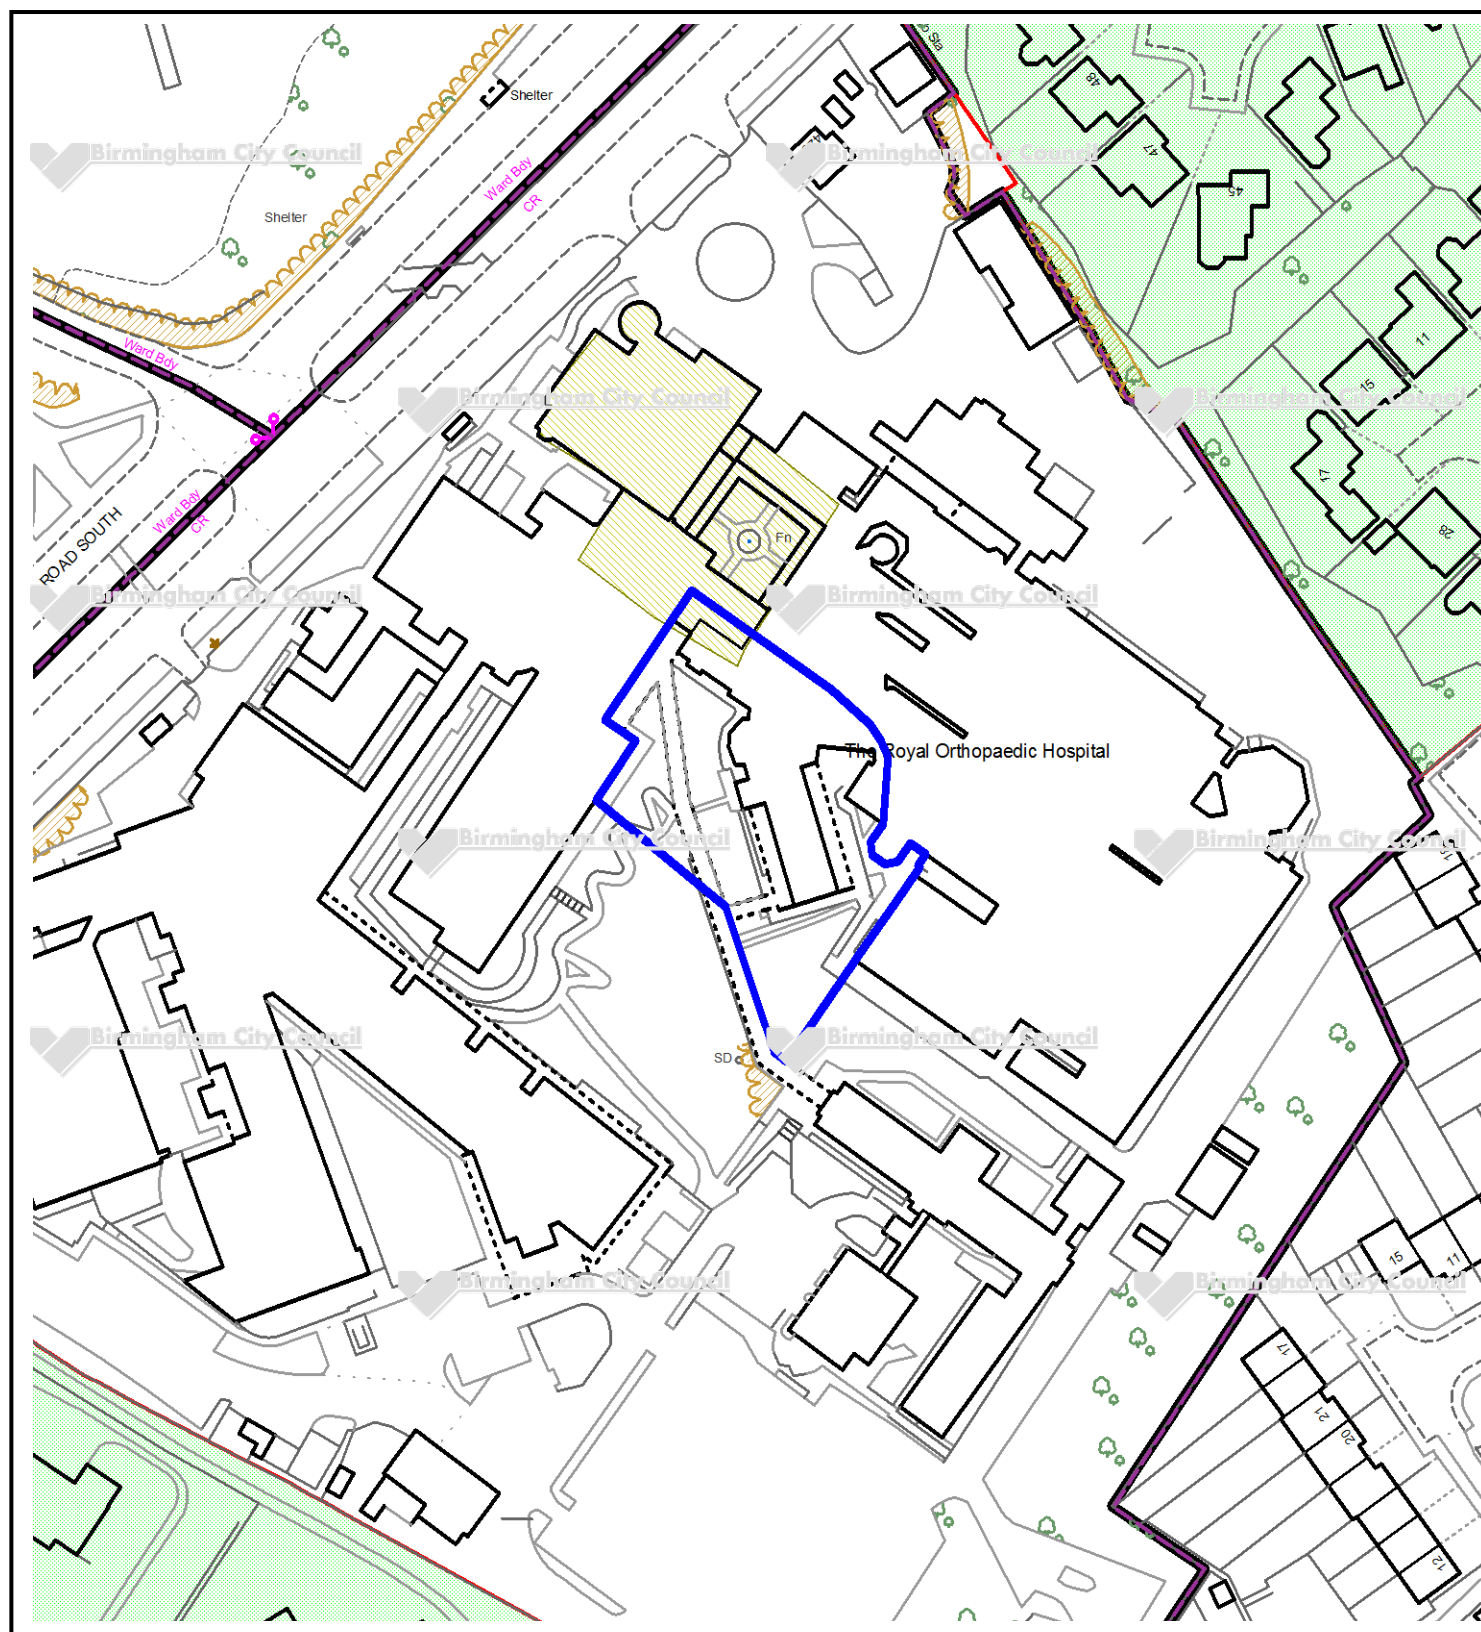 o Sta
Shelter
48
Birmingham City Council
44
Birmingham City Council
47
Ward Bdy
CR
45
Shelter
11
Ward Bdy
15
Birmingham City Council
Birmingham City Council
17
Ward Bdy
CR
28
ROAD SOUTH
Fn
Birmingham City Council
Birmingham City Council
The Royal Orthopaedic Hospital
Birmingham City Council
Birmingham City Council
Birmingham City Council
Birmingham City Council
SD
15
11
Birmingham City Council
Birmingham City Council
17
21
20
12